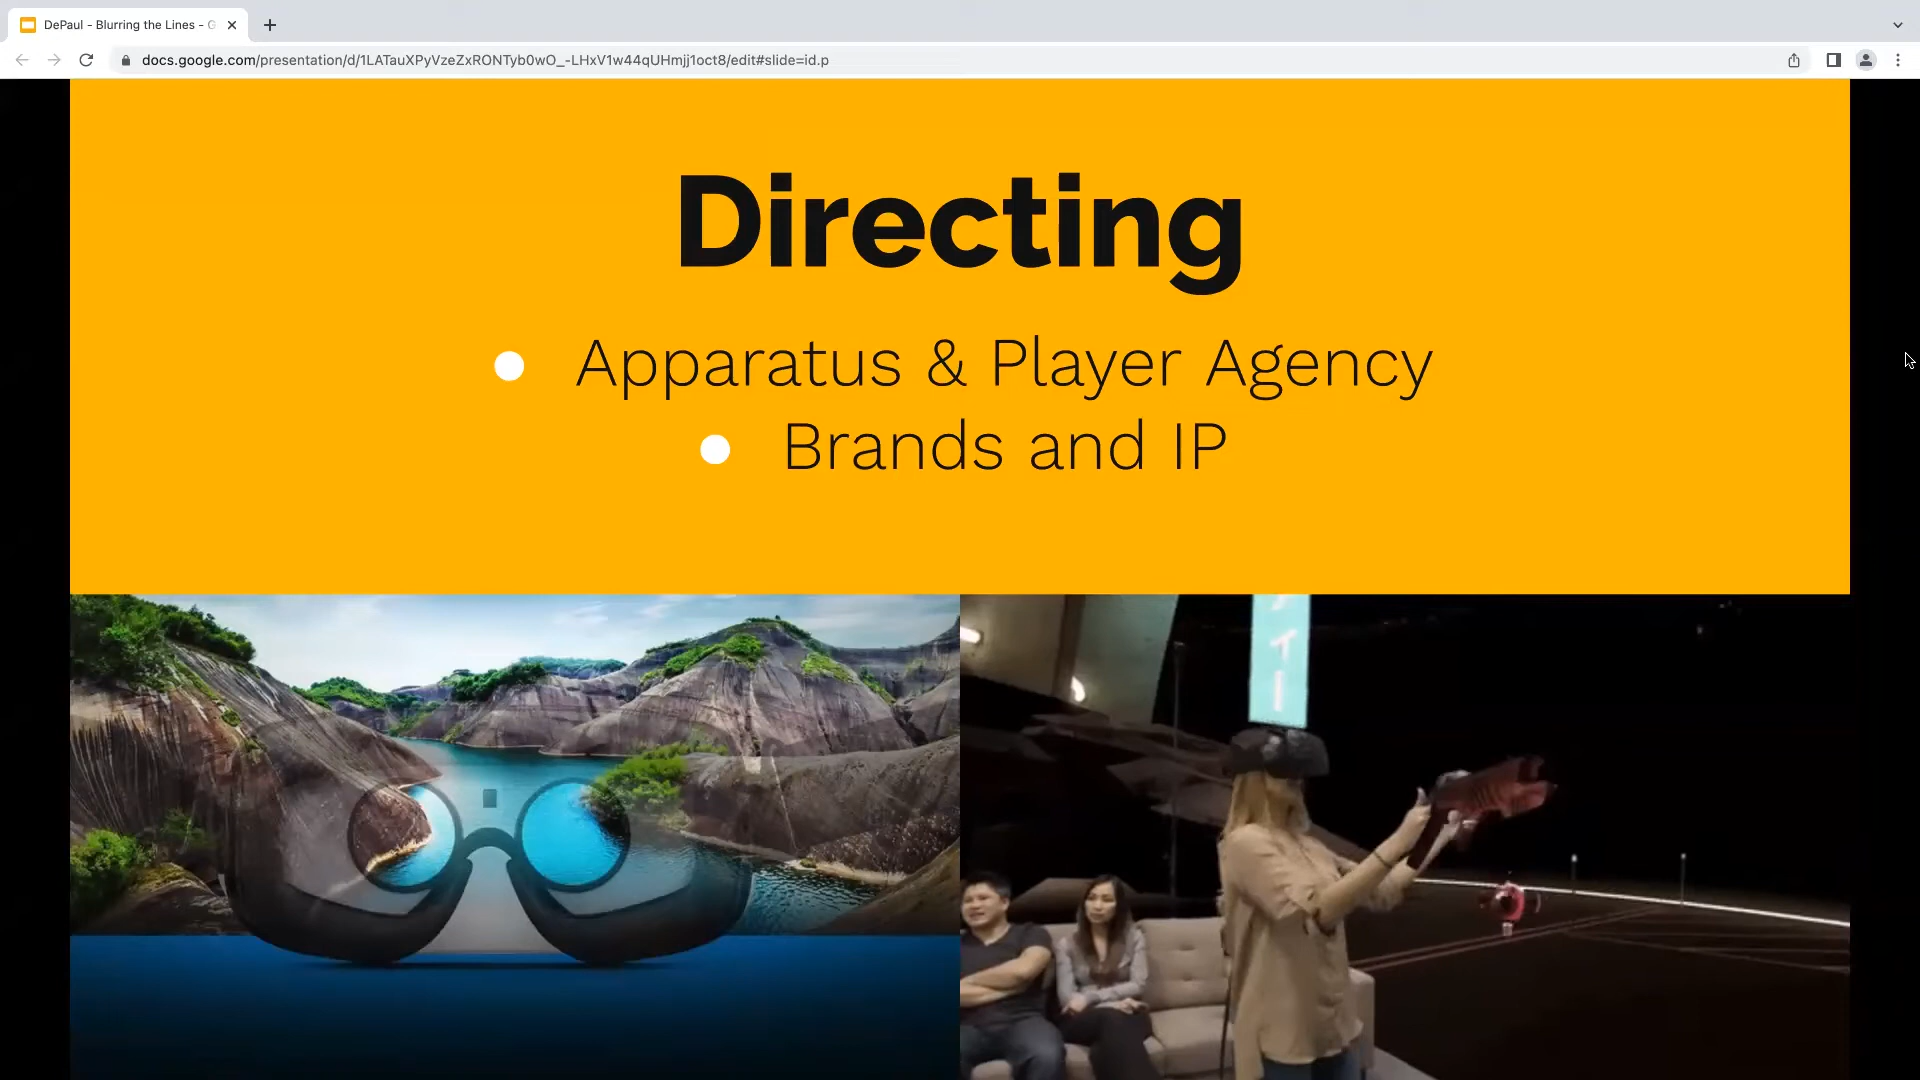 DePaul - Blurring the Lines - G
docs.google.com/presentation/d/1LATauXPyVzeZxRONTyb0wO_-LHxV1w44qUHmjj1oct8/edit#slide=id.p
Directing
Apparatus & Player Agency
Brands and IP